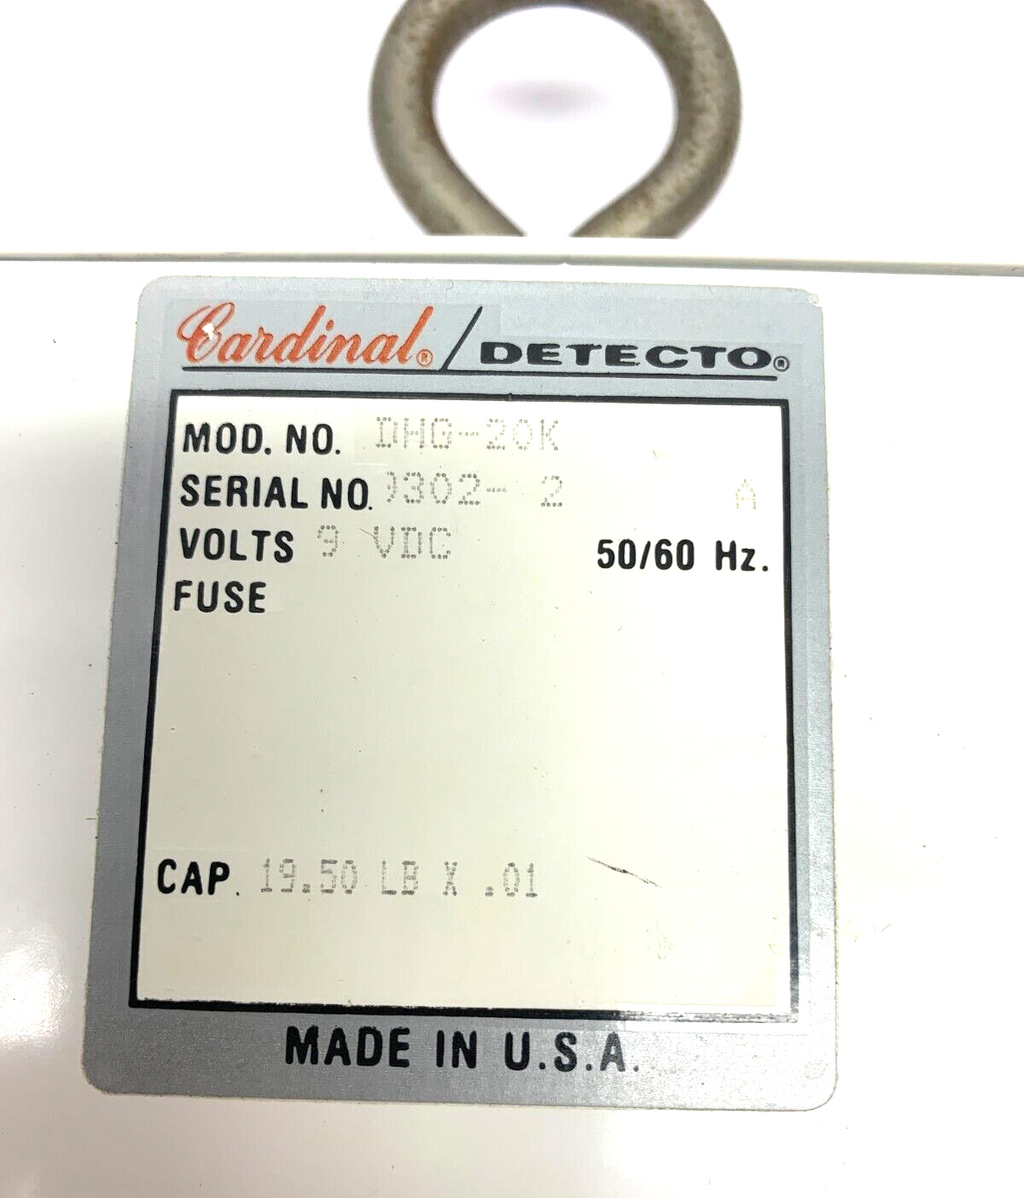 Cardinal® / DETECTO®
MOD. NO. DHG-20K
SERIAL NO. 0302- 2 A
VOLTS 9 VDC 50/60 Hz.
FUSE
CAP. 19.50 LB X .01
MADE IN U.S.A.